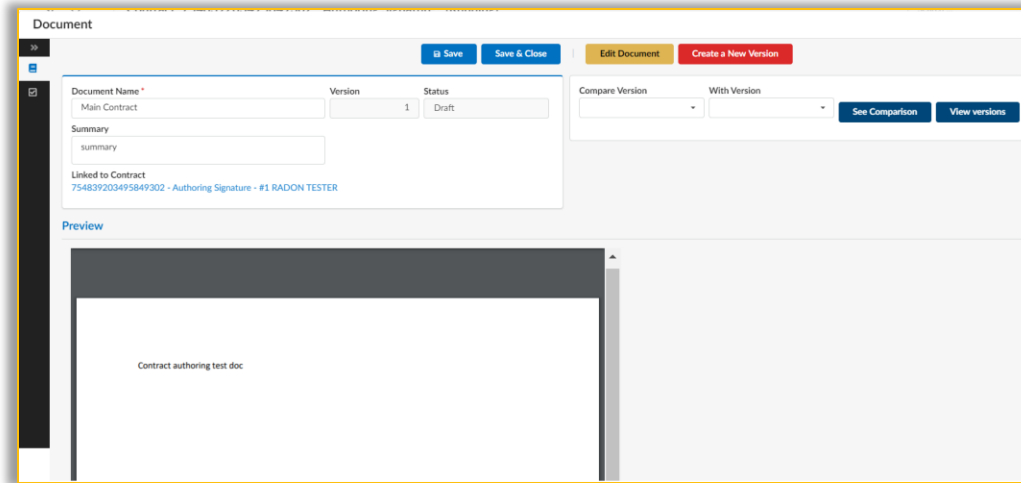 Document
Save
Save & Close
Edit Document
Create a New Version
Document Name *
Version
Status
Main Contract
1
Draft
Summary
summary
Linked to Contract
754839203495849302 - Authoring Signature - #1 RADON TESTER
Compare Version
With Version
See Comparison
View versions
Preview
Contract authoring test doc